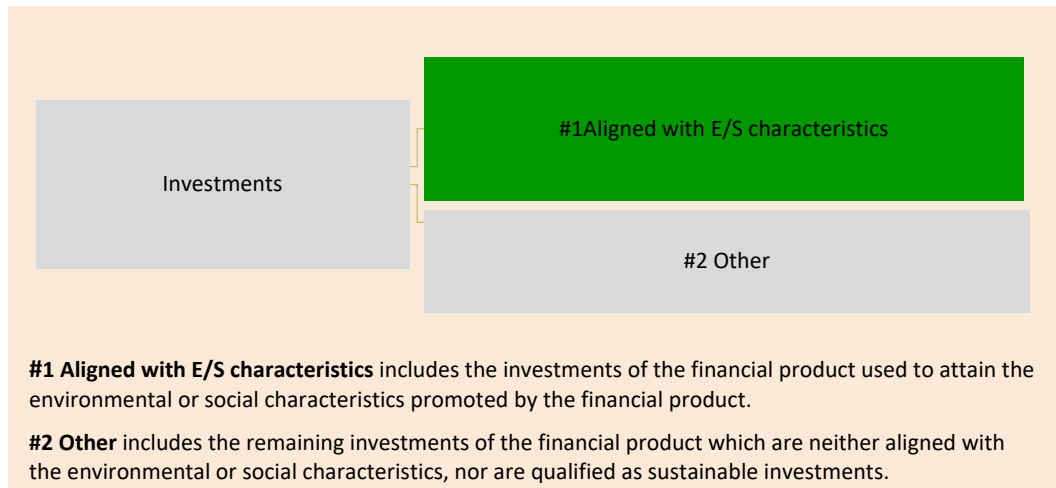 #1Aligned with E/S characteristics
Investments
#2 Other
#1 Aligned with E/S characteristics includes the investments of the financial product used to attain the
environmental or social characteristics promoted by the financial product.
#2 Other includes the remaining investments of the financial product which are neither aligned with
the environmental or social characteristics, nor are qualified as sustainable investments.